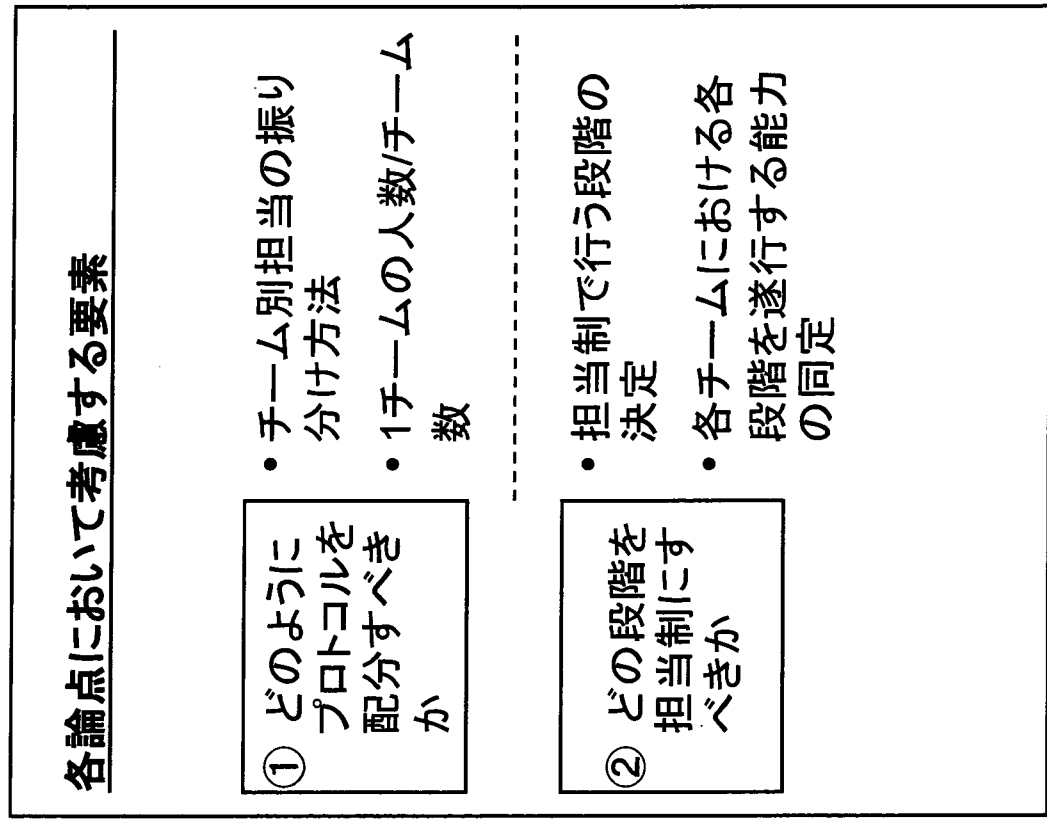 各論点において考慮する要素
① どのように
プロトコルを
配分すべき
か
• チーム別担当の振り
分け方法
• 1チームの人数/チーム
数
② どの段階を
担当制にす
べきか
• 担当制で行う段階の
決定
• 各チームにおける各
段階を遂行する能力
の同定